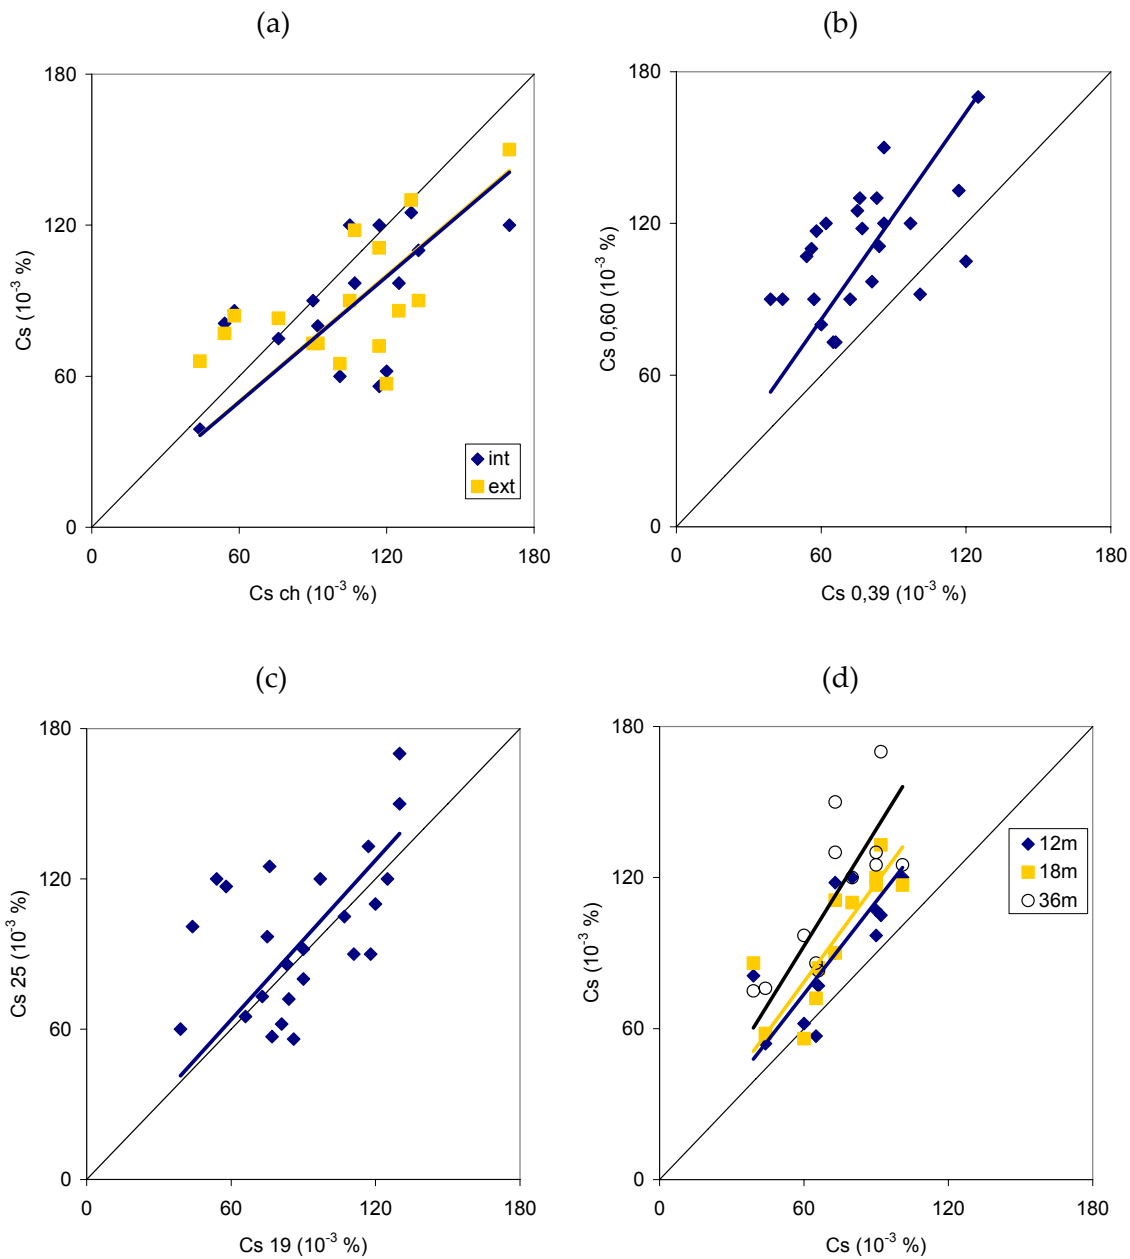 (a)
180
120
60
0
Cs (10⁻³ %)
int
ext
0 60 120 180
Cs ch (10⁻³ %)
(b)
180
120
60
0
Cs 0,60 (10⁻³ %)
0 60 120 180
Cs 0,39 (10⁻³ %)
(c)
180
120
60
0
Cs 25 (10⁻³ %)
0 60 120 180
Cs 19 (10⁻³ %)
(d)
180
120
60
0
Cs (10⁻³ %)
12m
18m
36m
0 60 120 180
Cs (10⁻³ %)